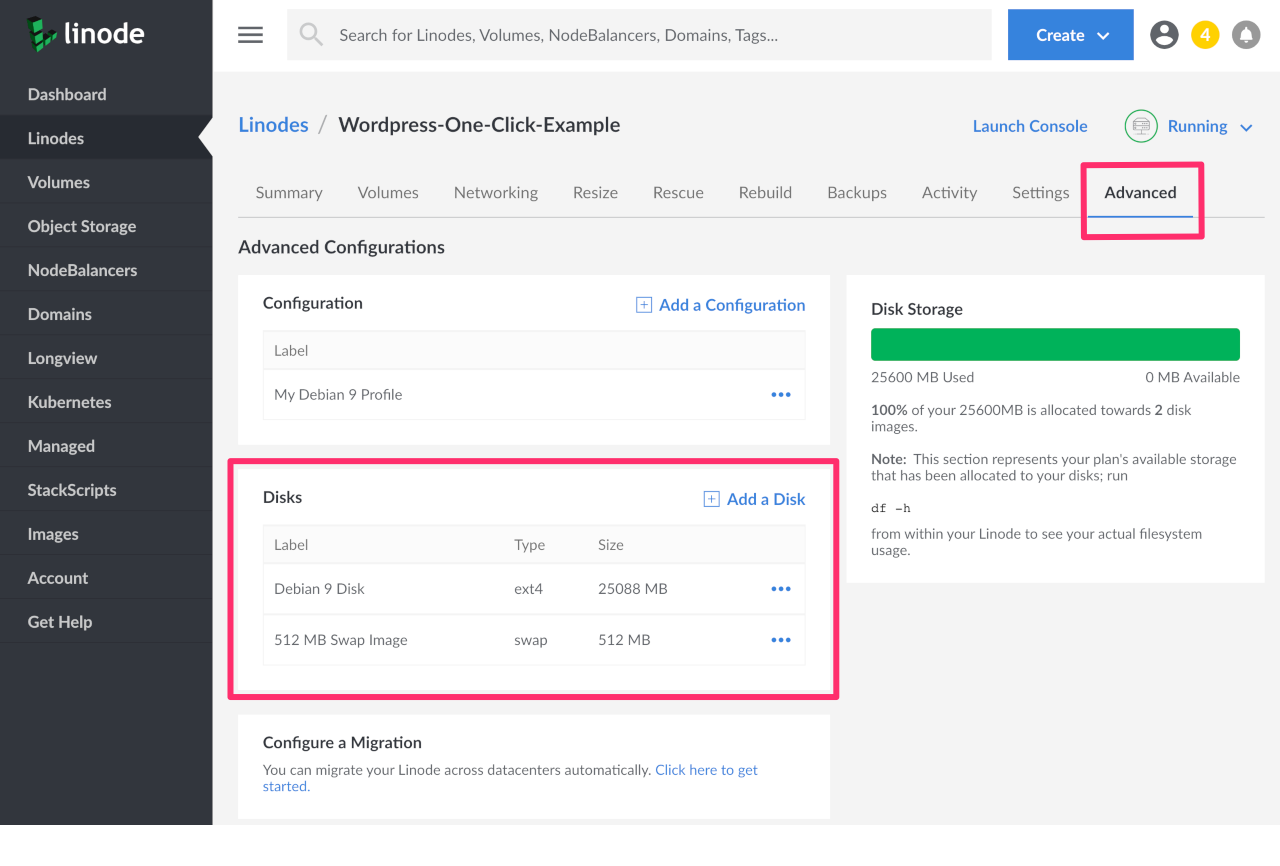 linode
Search for Linodes, Volumes, NodeBalancers, Domains, Tags...
Create
4
Dashboard
Linodes
Volumes
Object Storage
NodeBalancers
Domains
Longview
Kubernetes
Managed
StackScripts
Images
Account
Get Help
Linodes / Wordpress-One-Click-Example
Launch Console
Running
Summary Volumes Networking Resize Rescue Rebuild Backups Activity Settings Advanced
Advanced Configurations
Configuration
Add a Configuration
Label
My Debian 9 Profile
Disks
Add a Disk
Label Type Size
Debian 9 Disk ext4 25088 MB
512 MB Swap Image swap 512 MB
Configure a Migration
You can migrate your Linode across datacenters automatically. Click here to get
started.
Disk Storage
25600 MB Used 0 MB Available
100% of your 25600MB is allocated towards 2 disk
images.
Note: This section represents your plan's available storage
that has been allocated to your disks; run
df -h
from within your Linode to see your actual filesystem
usage.